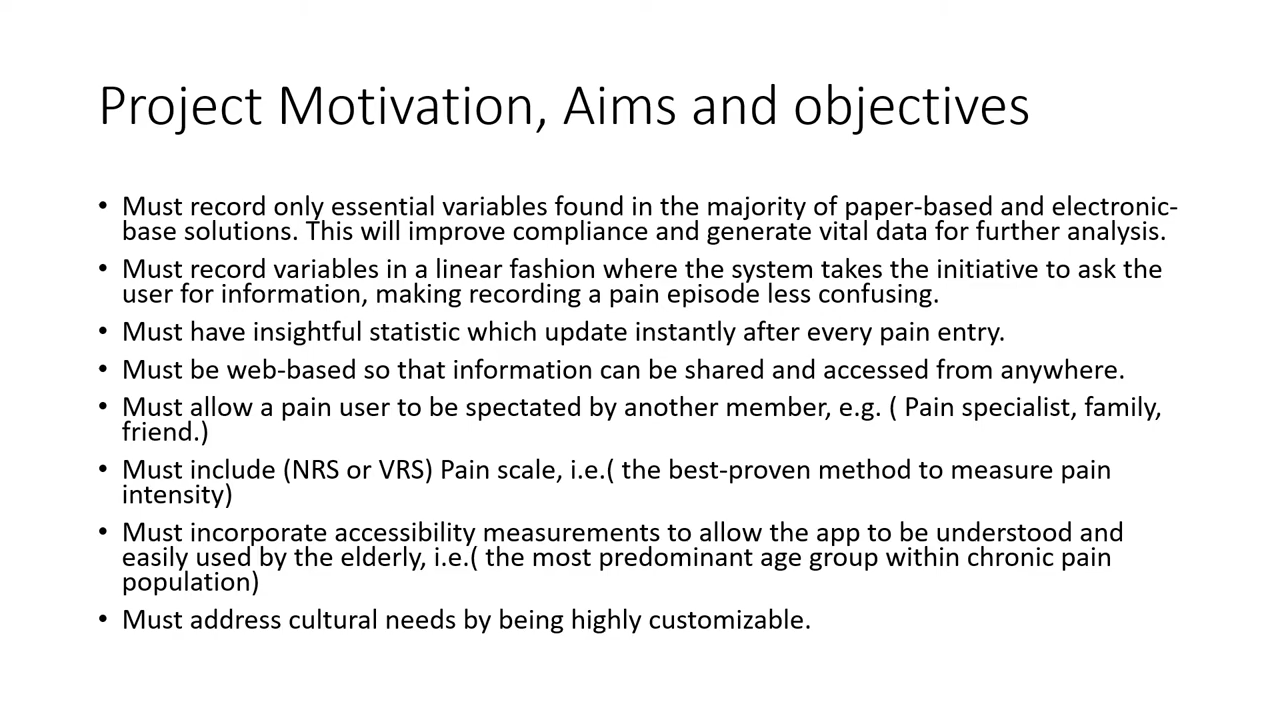 Project Motivation, Aims and objectives
• Must record only essential variables found in the majority of paper-based and electronic-
base solutions. This will improve compliance and generate vital data for further analysis.
• Must record variables in a linear fashion where the system takes the initiative to ask the
user for information, making recording a pain episode less confusing.
• Must have insightful statistic which update instantly after every pain entry.
• Must be web-based so that information can be shared and accessed from anywhere.
• Must allow a pain user to be spectated by another member, e.g. ( Pain specialist, family,
friend.)
• Must include (NRS or VRS) Pain scale, i.e.( the best-proven method to measure pain
intensity)
• Must incorporate accessibility measurements to allow the app to be understood and
easily used by the elderly, i.e.( the most predominant age group within chronic pain
population)
• Must address cultural needs by being highly customizable.